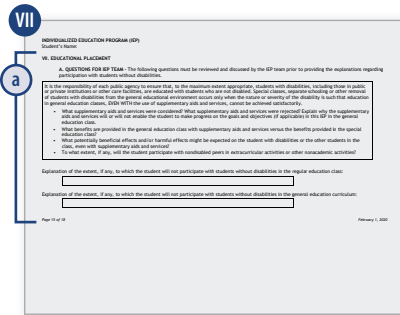 VII
a
INDIVIDUALIZED EDUCATION PROGRAM (IEP)
Student's Name:
VII. EDUCATIONAL PLACEMENT
A. QUESTIONS FOR IEP TEAM - The following questions must be reviewed and discussed by the IEP team prior to providing the explanations regarding
participation with students without disabilities.
It is the responsibility of each public agency to ensure that, to the maximum extent appropriate, students with disabilities, including those in public
or private institutions or other care facilities, are educated with students who are not disabled. Special classes, separate schooling or other removal
of students with disabilities from the general educational environment occurs only when the nature or severity of the disability is such that education
in general education classes, EVEN WITH the use of supplementary aids and services, cannot be achieved satisfactorily.
• What supplementary aids and services were considered? What supplementary aids and services were rejected? Explain why the supplementary
aids and services will or will not enable the student to make progress on the goals and objectives (if applicable) in this IEP in the general
education class.
• What benefits are provided in the general education class with supplementary aids and services versus the benefits provided in the special
education class?
• What potentially beneficial effects and/or harmful effects might be expected on the student with disabilities or the other students in the
class, even with supplementary aids and services?
• To what extent, if any, will the student participate with nondisabled peers in extracurricular activities or other nonacademic activities?
Explanation of the extent, if any, to which the student will not participate with students without disabilities in the regular education class:
Explanation of the extent, if any, to which the student will not participate with students without disabilities in the general education curriculum:
Page 15 of 18 February 1, 2020